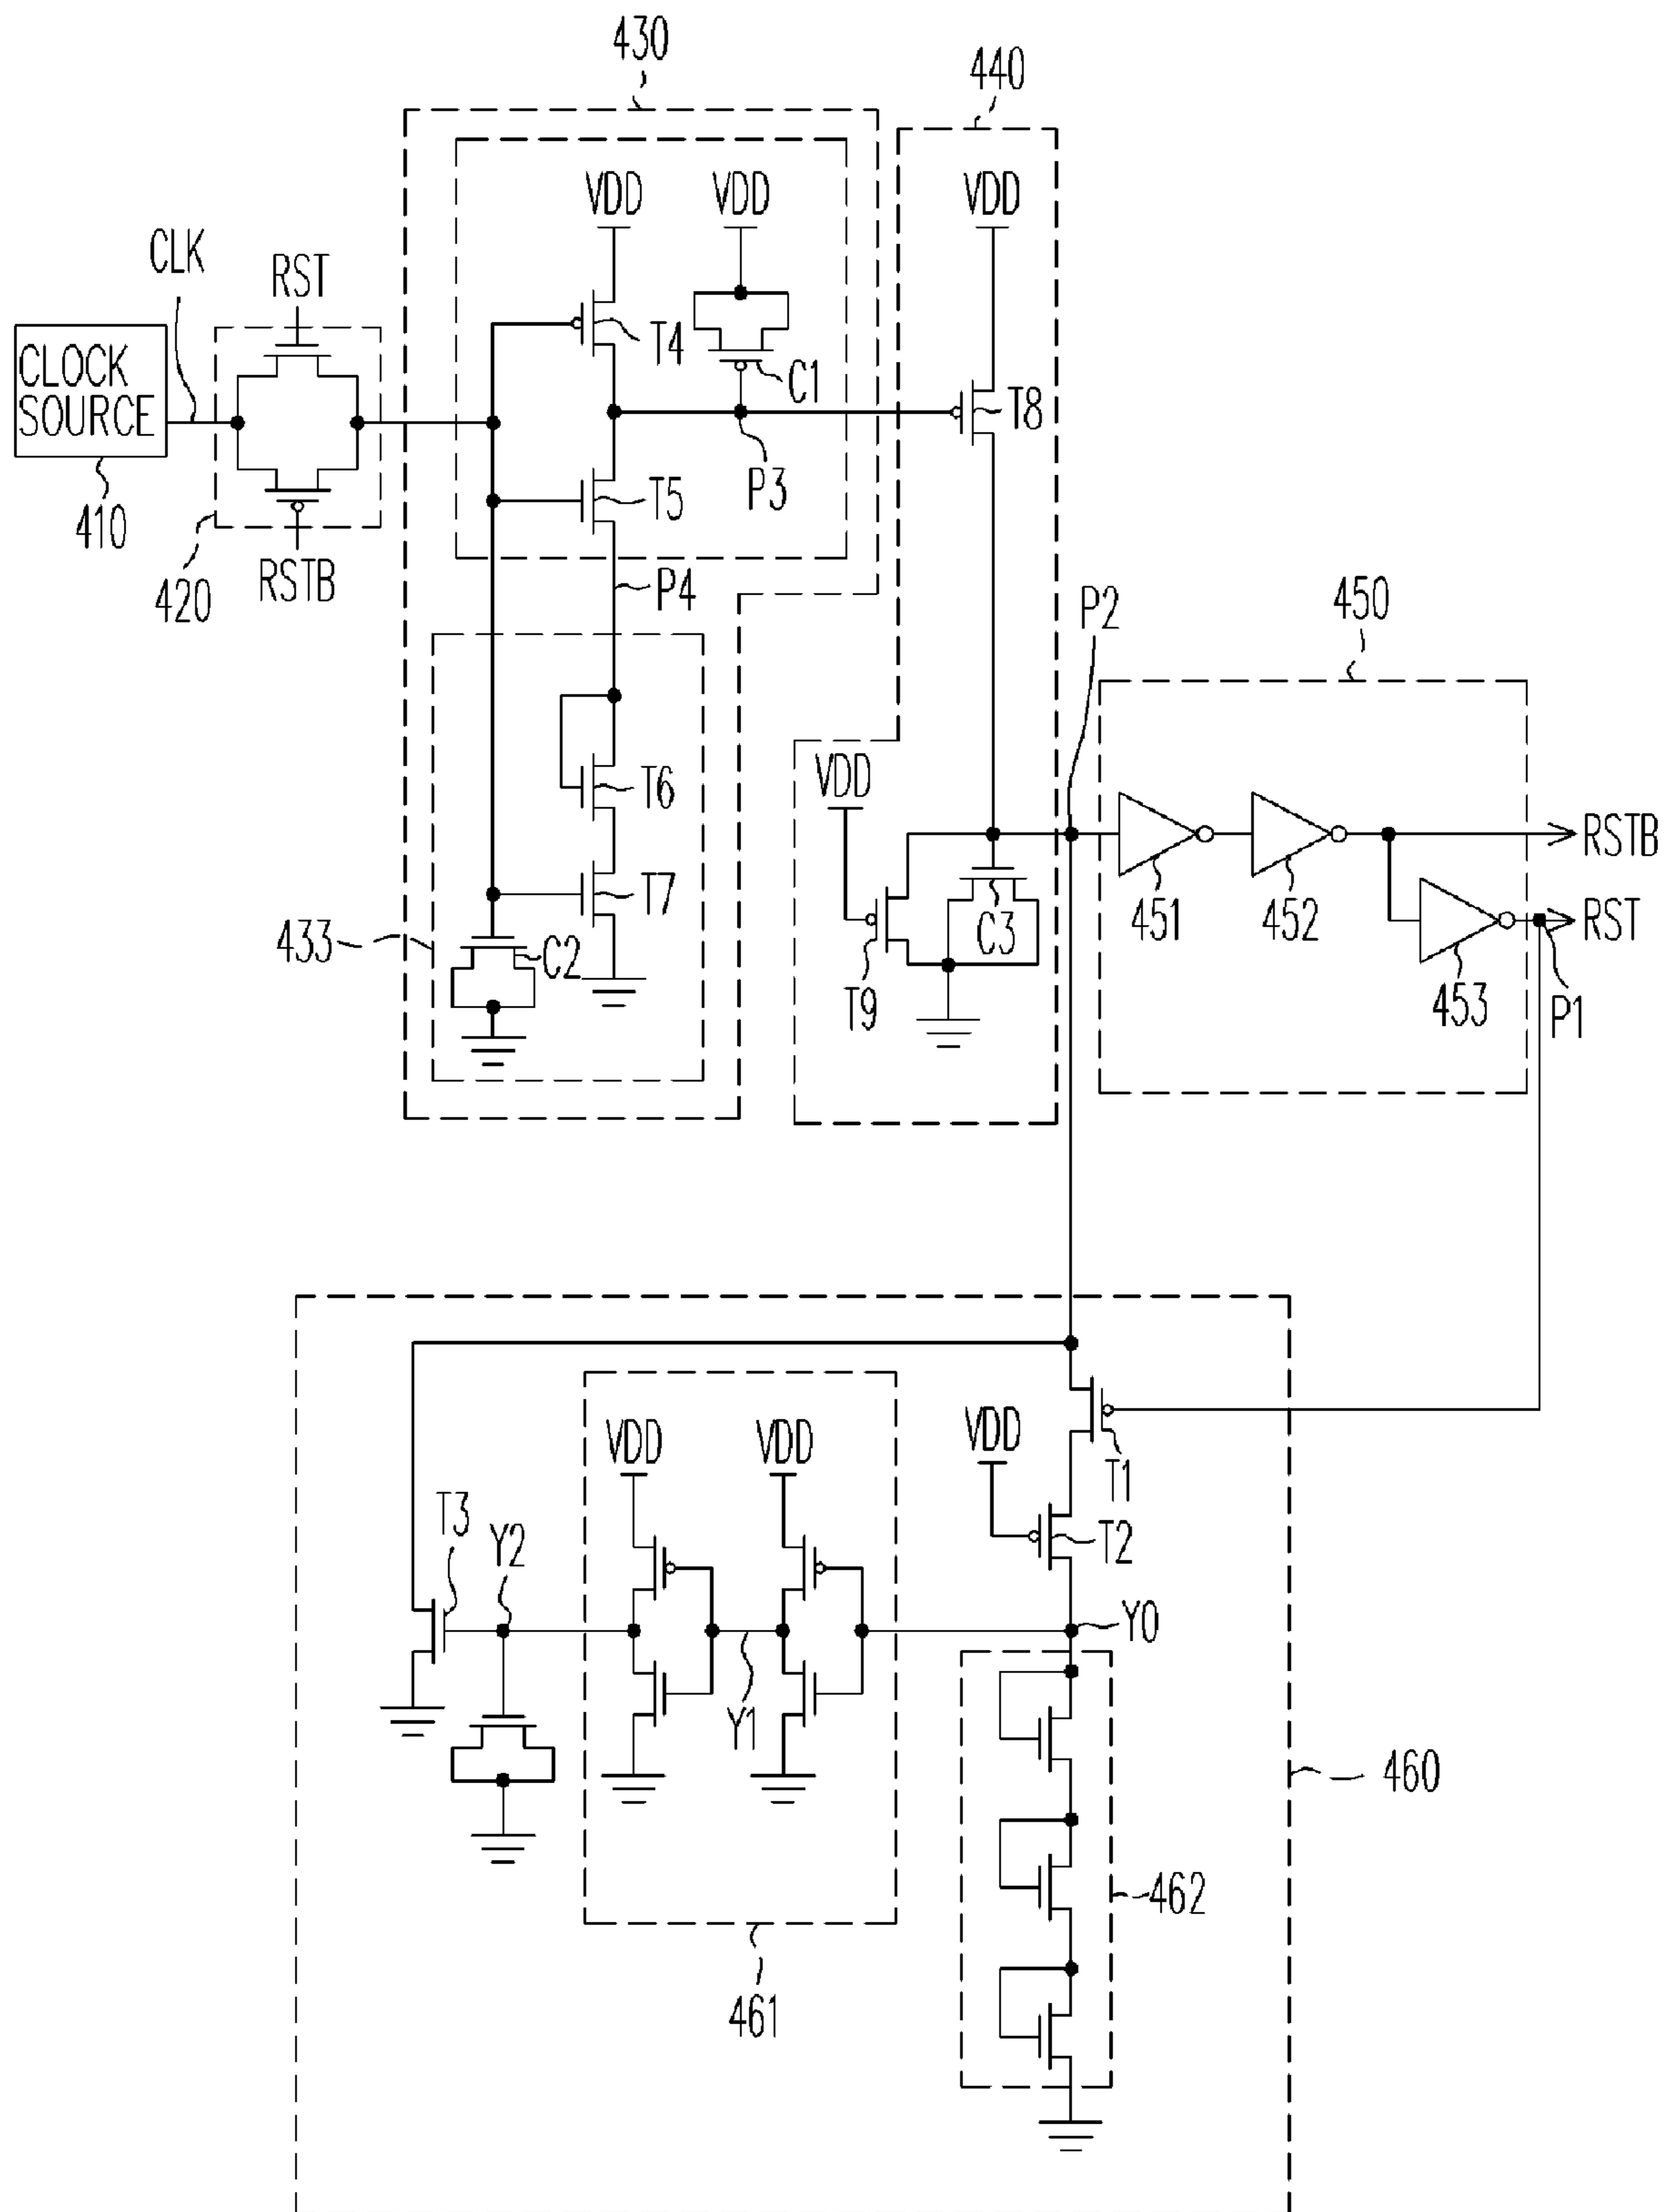 430
440
VDD
VDD
VDD
CLK
RST
CLOCK
SOURCE
T4
C1
T8
P3
T5
410
420
RSTB
P4
P2
450
VDD
T6
RSTB
T7
433
C2
C3
451
452
RST
T9
453
P1
VDD
VDD
VDD
T1
T3
Y2
T2
Y0
Y1
460
462
461